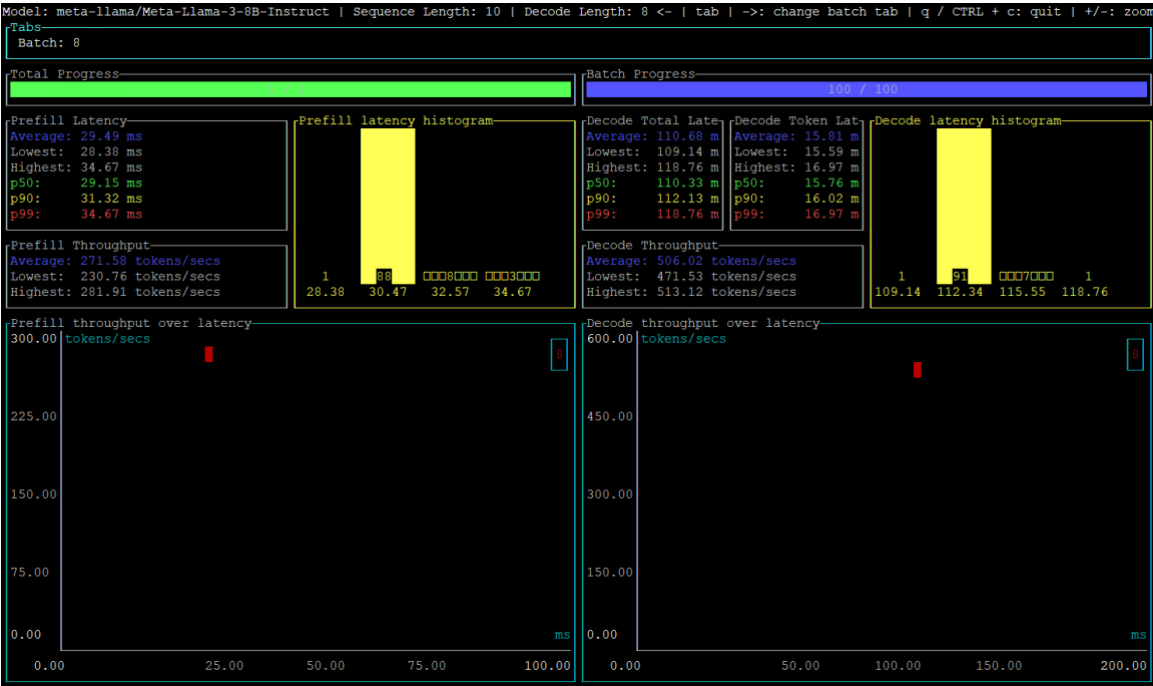 Model: meta-llama/Meta-Llama-3-8B-Instruct | Sequence Length: 10 | Decode Length: 8 <- | tab | ->: change batch tab | q / CTRL + c: quit | +/-: zoom
Tabs
Batch: 8
Total Progress
Batch Progress
100 / 100
Prefill Latency
Average: 29.49 ms
Lowest: 28.38 ms
Highest: 34.67 ms
p50: 29.15 ms
p90: 31.32 ms
p99: 34.67 ms
Prefill Throughput
Average: 271.58 tokens/secs
Lowest: 230.76 tokens/secs
Highest: 281.91 tokens/secs
Prefill latency histogram
1 88 8 3
28.38 30.47 32.57 34.67
Decode Total Late
Average: 110.68 m
Lowest: 109.14 m
Highest: 118.76 m
p50: 110.33 m
p90: 112.13 m
p99: 118.76 m
Decode Token Lat
Average: 15.81 m
Lowest: 15.59 m
Highest: 16.97 m
p50: 15.76 m
p90: 16.02 m
p99: 16.97 m
Decode Throughput
Average: 506.02 tokens/secs
Lowest: 471.53 tokens/secs
Highest: 513.12 tokens/secs
Decode latency histogram
1 91 7 1
109.14 112.34 115.55 118.76
Prefill throughput over latency
300.00 tokens/secs
8
225.00
150.00
75.00
0.00 ms
0.00 25.00 50.00 75.00 100.00
Decode throughput over latency
600.00 tokens/secs
8
450.00
300.00
150.00
0.00 ms
0.00 50.00 100.00 150.00 200.00